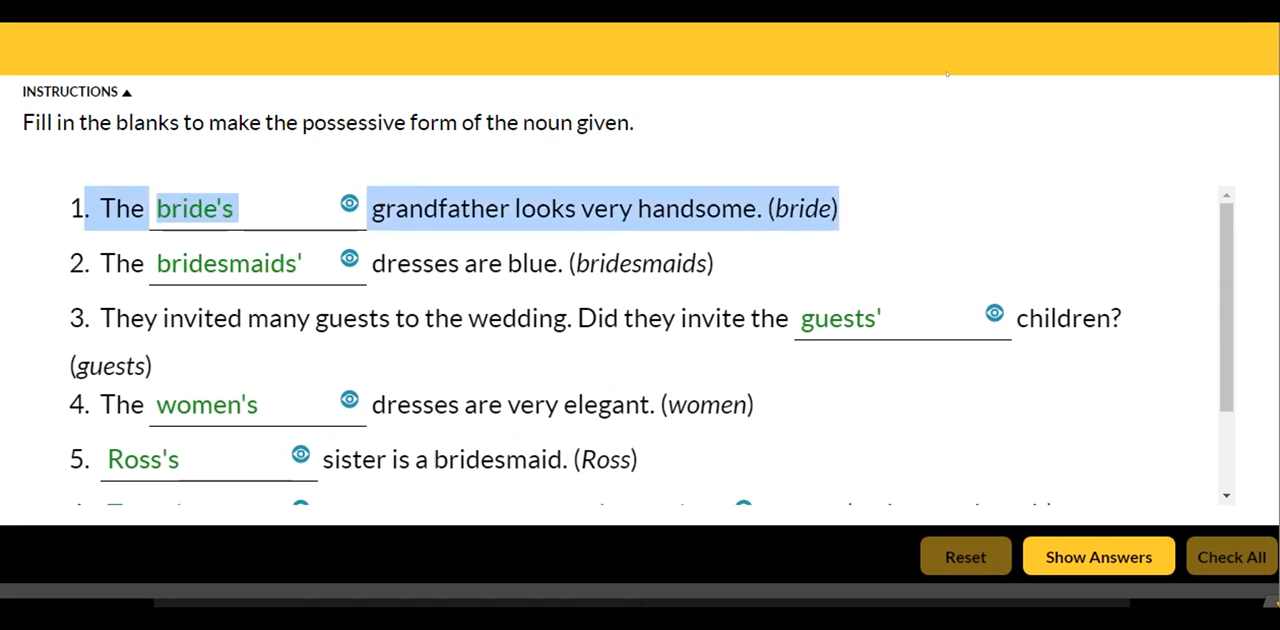 INSTRUCTIONS ▲
Fill in the blanks to make the possessive form of the noun given.
1. The bride's grandfather looks very handsome. (bride)
2. The bridesmaids' dresses are blue. (bridesmaids)
3. They invited many guests to the wedding. Did they invite the guests' children?
(guests)
4. The women's dresses are very elegant. (women)
5. Ross's sister is a bridesmaid. (Ross)
Reset Show Answers Check All